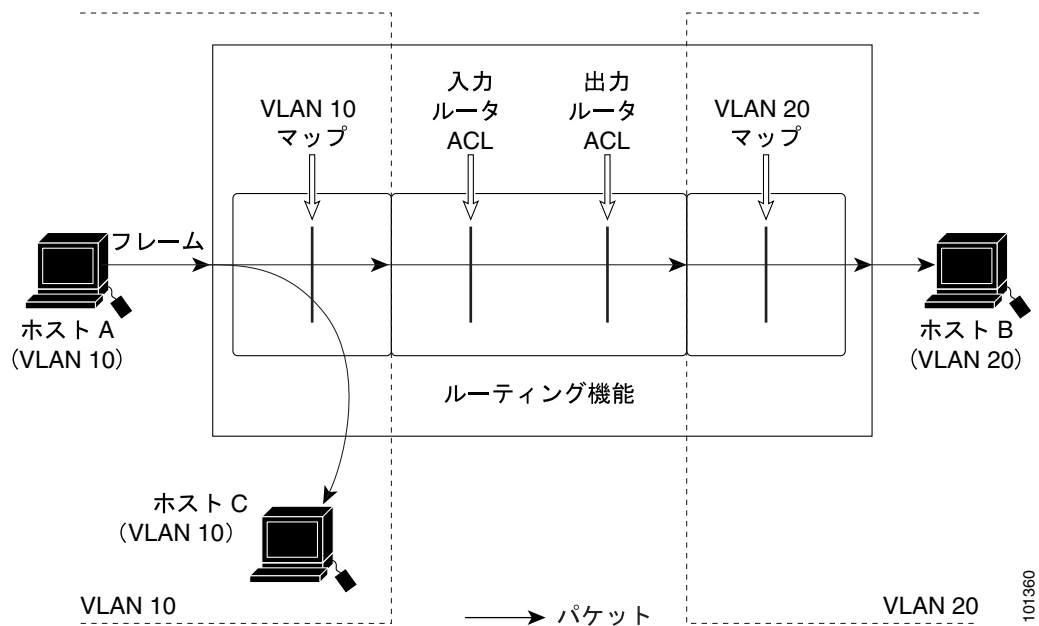 VLAN 10
マップ
入力
ルータ
ACL
出力
ルータ
ACL
VLAN 20
マップ
フレーム
ホスト A
(VLAN 10)
ホスト B
(VLAN 20)
ルーティング機能
ホスト C
(VLAN 10)
VLAN 10
パケット
VLAN 20
101360